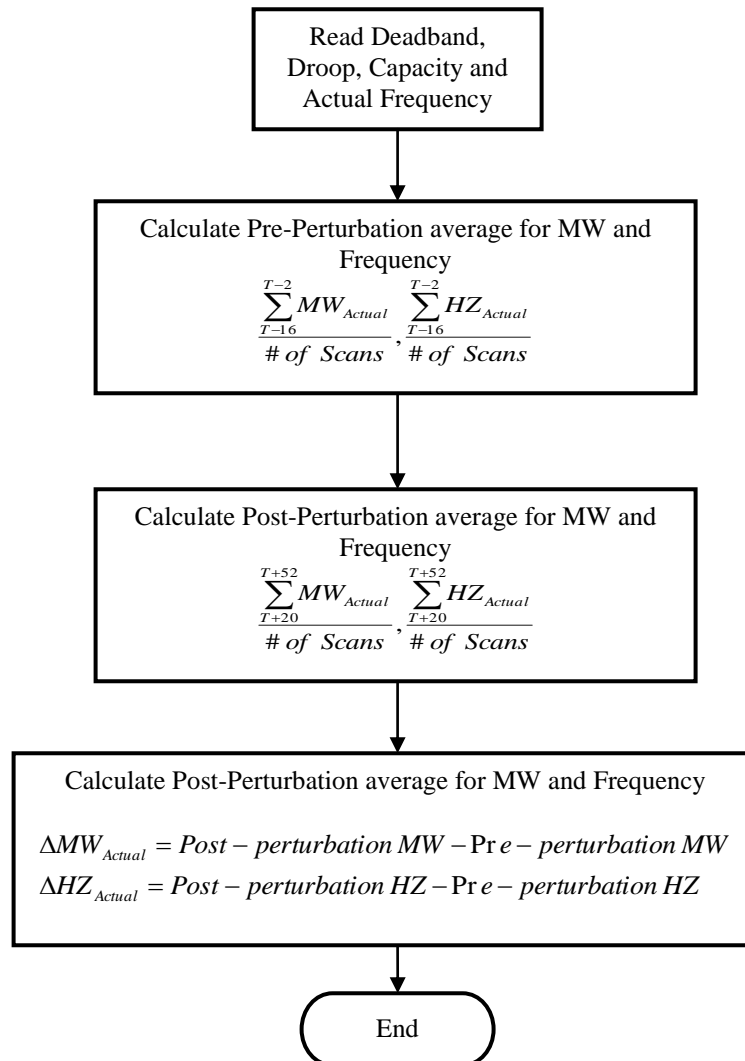 Read Deadband,
Droop, Capacity and
Actual Frequency
Calculate Pre-Perturbation average for MW and
Frequency
T−2 T−2
∑ MW_Actual , ∑ HZ_Actual
T−16 T−16
# of Scans # of Scans
Calculate Post-Perturbation average for MW and
Frequency
T+52 T+52
∑ MW_Actual , ∑ HZ_Actual
T+20 T+20
# of Scans # of Scans
Calculate Post-Perturbation average for MW and Frequency
ΔMW_Actual = Post − perturbation MW − Pr e − perturbation MW
ΔHZ_Actual = Post − perturbation HZ − Pr e − perturbation HZ
End